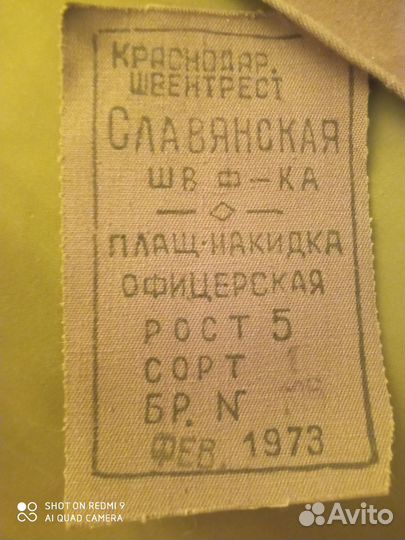 КРАСНОДАР.
ШВЕЙТРЕСТ
СЛАВЯНСКАЯ
ШВ Ф-КА
ПЛАЩ-НАКИДКА
ОФИЦЕРСКАЯ
РОСТ 5
СОРТ 1
БР. N
ФЕВ. 1973
SHOT ON REDMI 9
AI QUAD CAMERA
Avito